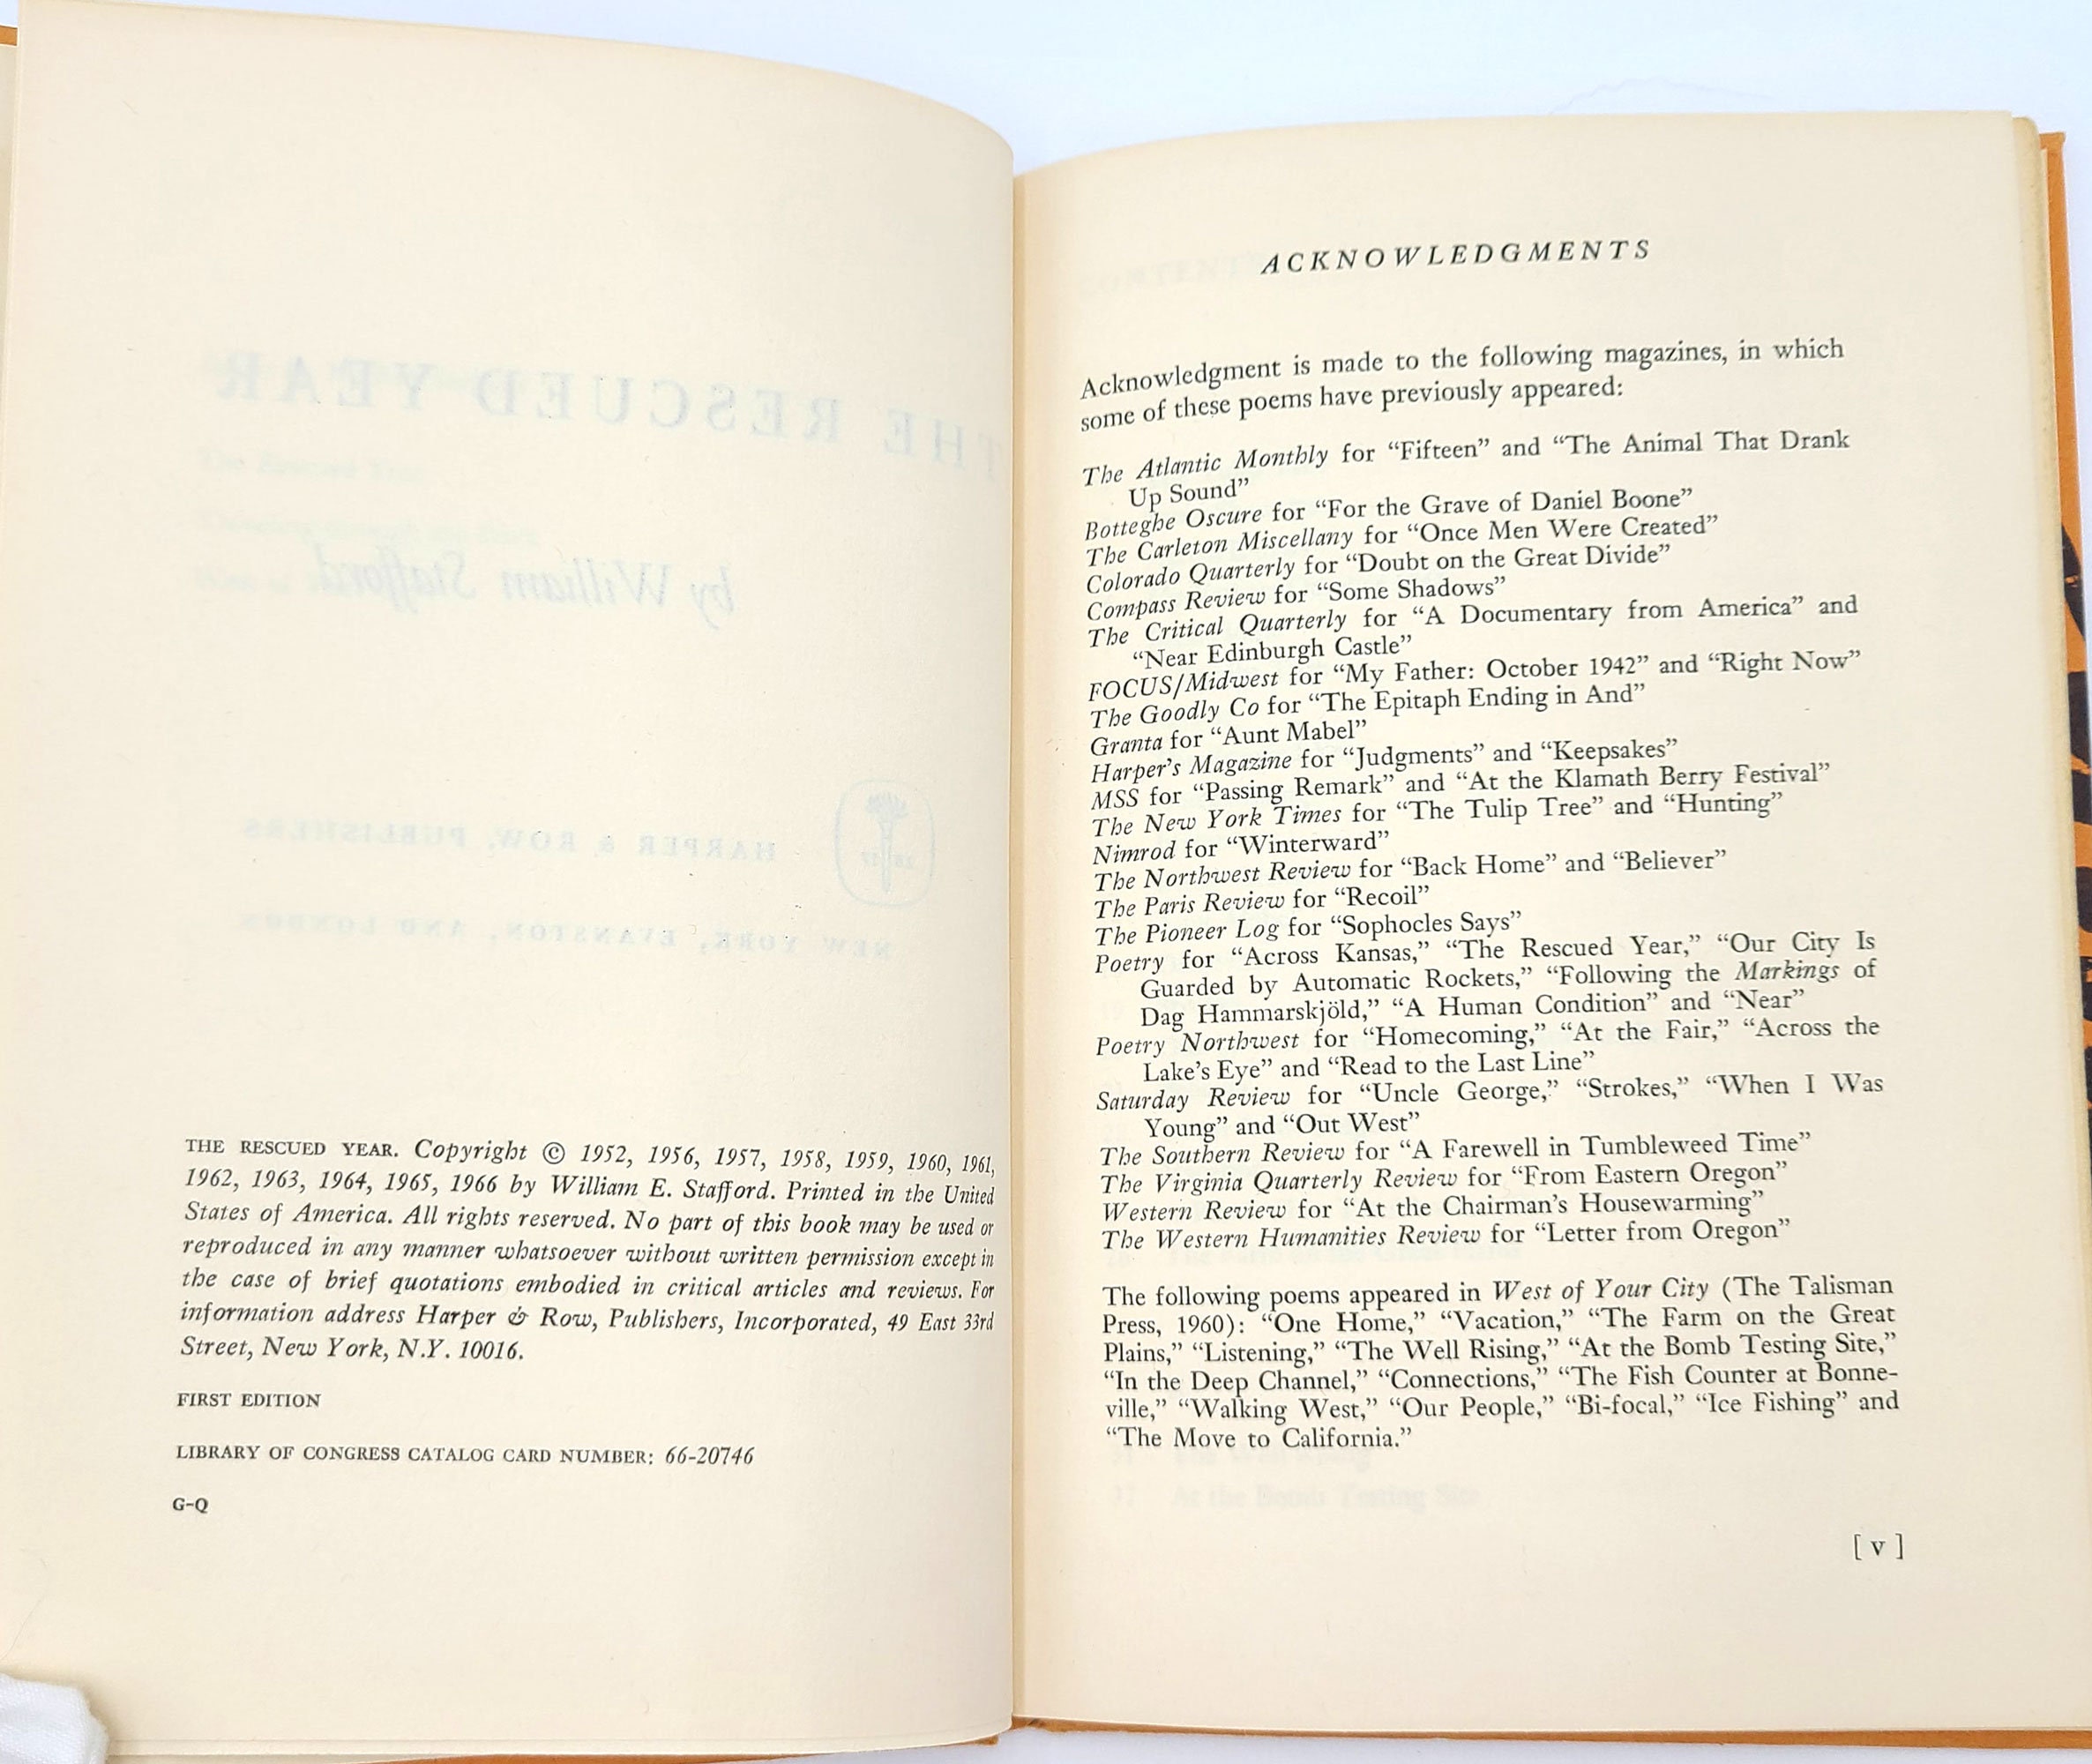 THE RESCUED YEAR
by William Stafford
HARPER & ROW, PUBLISHERS
NEW YORK, EVANSTON, AND LONDON
THE RESCUED YEAR. Copyright © 1952, 1956, 1957, 1958, 1959, 1960, 1961,
1962, 1963, 1964, 1965, 1966 by William E. Stafford. Printed in the United
States of America. All rights reserved. No part of this book may be used or
reproduced in any manner whatsoever without written permission except in
the case of brief quotations embodied in critical articles and reviews. For
information address Harper & Row, Publishers, Incorporated, 49 East 33rd
Street, New York, N.Y. 10016.
FIRST EDITION
LIBRARY OF CONGRESS CATALOG CARD NUMBER: 66-20746
G-Q
ACKNOWLEDGMENTS
Acknowledgment is made to the following magazines, in which
some of these poems have previously appeared:
The Atlantic Monthly for “Fifteen” and “The Animal That Drank
Up Sound”
Botteghe Oscure for “For the Grave of Daniel Boone”
The Carleton Miscellany for “Once Men Were Created”
Colorado Quarterly for “Doubt on the Great Divide”
Compass Review for “Some Shadows”
The Critical Quarterly for “A Documentary from America” and
“Near Edinburgh Castle”
FOCUS/Midwest for “My Father: October 1942” and “Right Now”
The Goodly Co for “The Epitaph Ending in And”
Granta for “Aunt Mabel”
Harper’s Magazine for “Judgments” and “Keepsakes”
MSS for “Passing Remark” and “At the Klamath Berry Festival”
The New York Times for “The Tulip Tree” and “Hunting”
Nimrod for “Winterward”
The Northwest Review for “Back Home” and “Believer”
The Paris Review for “Recoil”
The Pioneer Log for “Sophocles Says”
Poetry for “Across Kansas,” “The Rescued Year,” “Our City Is
Guarded by Automatic Rockets,” “Following the Markings of
Dag Hammarskjöld,” “A Human Condition” and “Near”
Poetry Northwest for “Homecoming,” “At the Fair,” “Across the
Lake’s Eye” and “Read to the Last Line”
Saturday Review for “Uncle George,” “Strokes,” “When I Was
Young” and “Out West”
The Southern Review for “A Farewell in Tumbleweed Time”
The Virginia Quarterly Review for “From Eastern Oregon”
Western Review for “At the Chairman’s Housewarming”
The Western Humanities Review for “Letter from Oregon”
The following poems appeared in West of Your City (The Talisman
Press, 1960): “One Home,” “Vacation,” “The Farm on the Great
Plains,” “Listening,” “The Well Rising,” “At the Bomb Testing Site,”
“In the Deep Channel,” “Connections,” “The Fish Counter at Bonne-
ville,” “Walking West,” “Our People,” “Bi-focal,” “Ice Fishing” and
“The Move to California.”
[ v ]